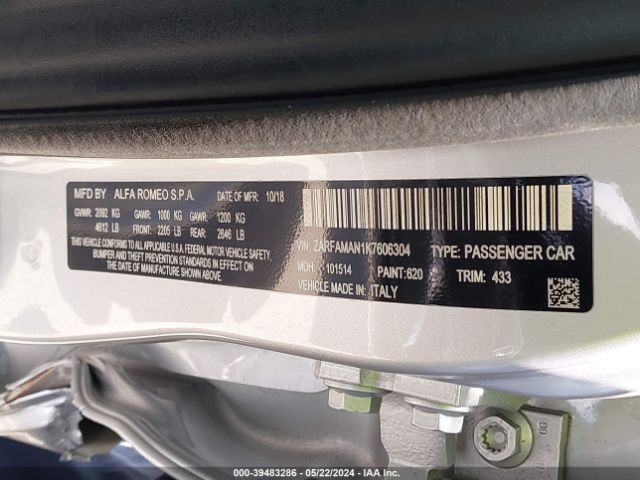 MFD BY ALFA ROMEO S.P.A. DATE OF MFR: 10/18
GVWR: 2092 KG GAWR: 1000 KG GAWR: 1200 KG
4612 LB FRONT: 2205 LB REAR: 2646 LB
THIS VEHICLE CONFORMS TO ALL APPLICABLE U.S.A. FEDERAL MOTOR VEHICLE SAFETY,
BUMPER AND THEFT PREVENTION STANDARDS IN EFFECT ON THE DATE OF
MANUFACTURE SHOWN ABOVE.
VIN: ZARFAMAN1K7606304 TYPE: PASSENGER CAR
MDH: 101514 PAINT:620 TRIM: 433
VEHICLE MADE IN: ITALY
000-39483286 - 05/22/2024 - IAA Inc.